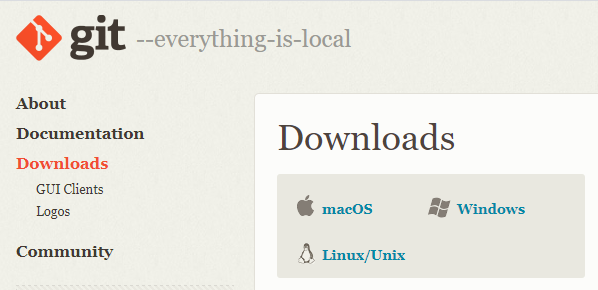 git --everything-is-local
About
Documentation
Downloads
GUI Clients
Logos
Community
Downloads
macOS
Windows
Linux/Unix